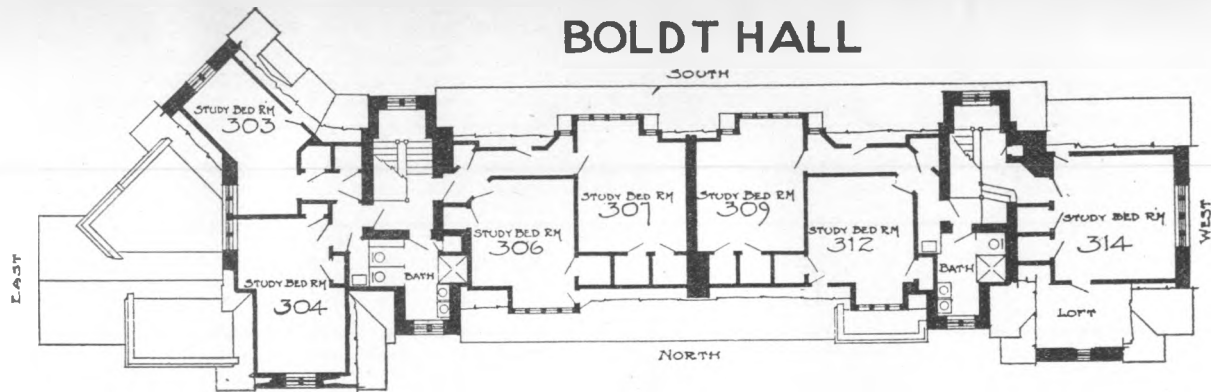 BOLDT HALL
SOUTH
STUDY BED RM
303
STUDY BED RM
304
BATH
STUDY BED RM
306
STUDY BED RM
307
STUDY BED RM
309
STUDY BED RM
312
BATH
STUDY BED RM
314
LOFT
EAST
WEST
NORTH